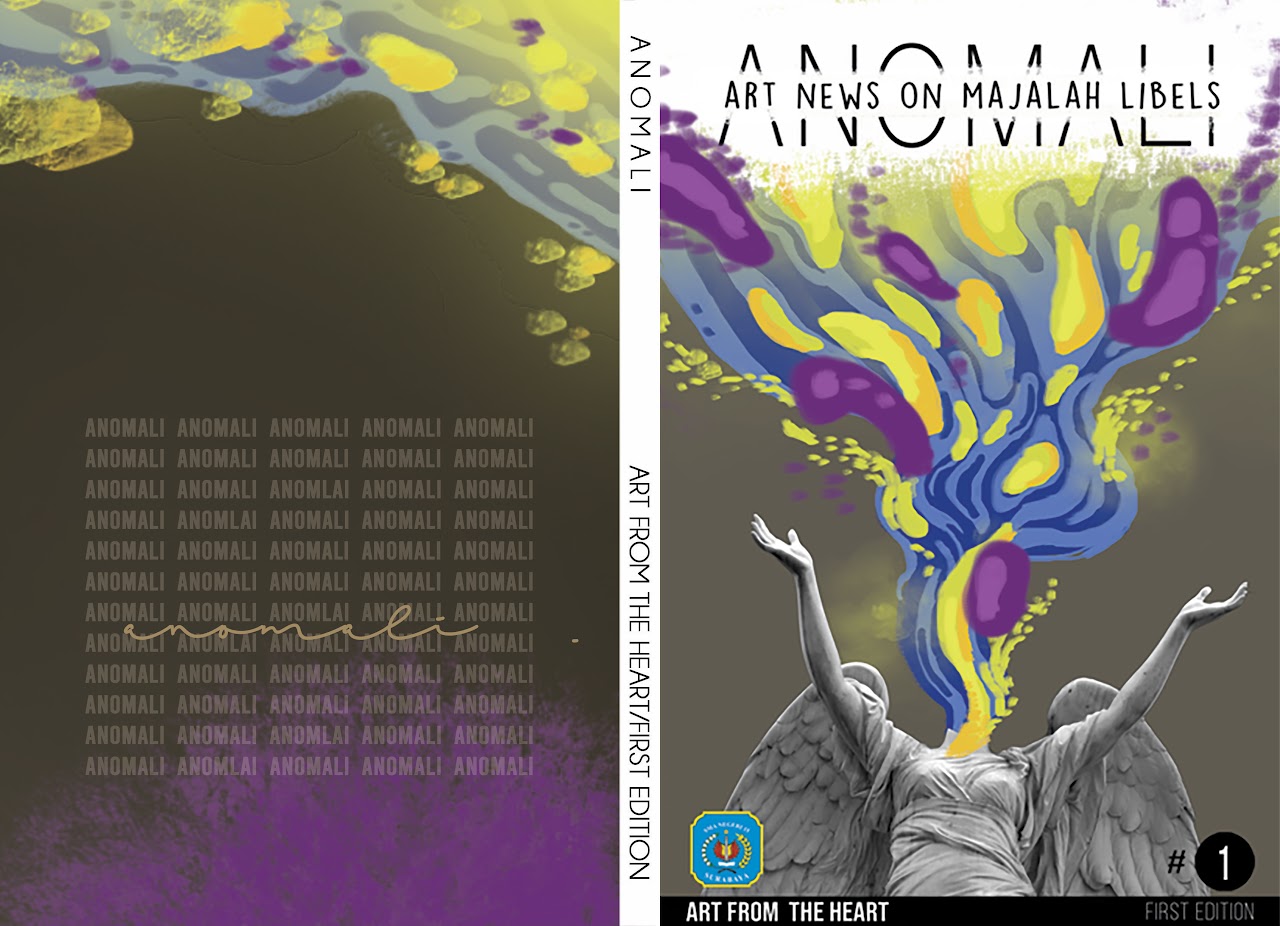 ANOMALI ANOMALI ANOMALI ANOMALI ANOMALI
ANOMALI ANOMALI ANOMALI ANOMALI ANOMALI
ANOMALI ANOMALI ANOMLAI ANOMALI ANOMALI
ANOMALI ANOMLAI ANOMALI ANOMALI ANOMALI
ANOMALI ANOMALI ANOMALI ANOMALI ANOMALI
ANOMALI ANOMALI ANOMALI ANOMALI ANOMALI
ANOMALI ANOMALI ANOMLAI ANOMALI ANOMALI
anomali
ANOMALI ANOMLAI ANOMALI ANOMALI ANOMALI
ANOMALI ANOMALI ANOMALI ANOMALI ANOMALI
ANOMALI ANOMALI ANOMALI ANOMALI ANOMALI
ANOMALI ANOMALI ANOMLAI ANOMALI ANOMALI
ANOMALI ANOMLAI ANOMALI ANOMALI ANOMALI
ANOMALI
ART FROM THE HEART/FIRST EDITION
ANOMALI
ART NEWS ON MAJALAH LIBELS
SMA NEGERI
SURABAYA
# 1
ART FROM THE HEART
FIRST EDITION